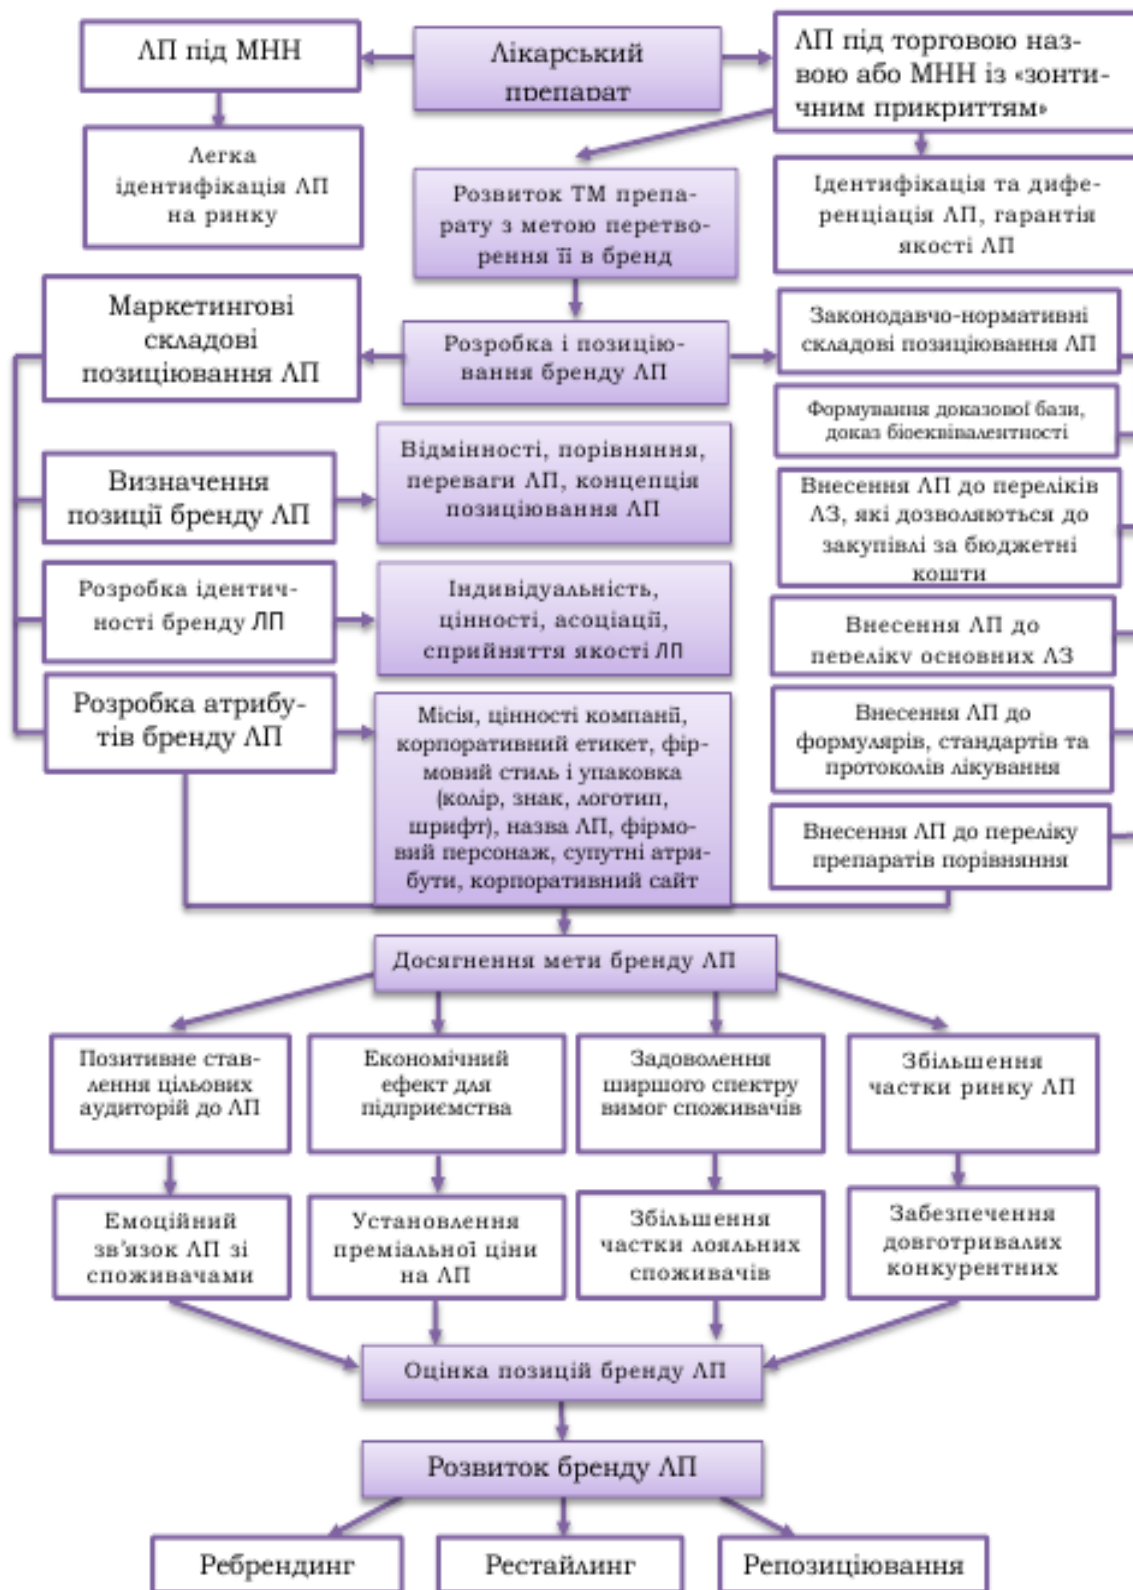 ЛП під МНН
Лікарський
препарат
ЛП під торговою наз-
вою або МНН із «зонти-
чним прикриттям»
Легка
ідентифікація ЛП
на ринку
Розвиток ТМ препа-
рату з метою перетво-
рення її в бренд
Ідентифікація та дифе-
ренціація ЛП, гарантія
якості ЛП
Маркетингові
складові
позиціювання ЛП
Розробка і позицію-
вання бренду ЛП
Законодавчо-нормативні
складові позиціювання ЛП
Формування доказової бази,
доказ біоеквівалентності
Визначення
позиції бренду ЛП
Відмінності, порівняння,
переваги ЛП, концепція
позиціювання ЛП
Внесення ЛП до переліків
ЛЗ, які дозволяються до
закупівлі за бюджетні
кошти
Розробка ідентич-
ності бренду ЛП
Індивідуальність,
цінності, асоціації,
сприйняття якості ЛП
Внесення ЛП до
переліку основних ЛЗ
Розробка атрибу-
тів бренду ЛП
Місія, цінності компанії,
корпоративний етикет, фір-
мовий стиль і упаковка
(колір, знак, логотип,
шрифт), назва ЛП, фірмо-
вий персонаж, супутні атри-
бути, корпоративний сайт
Внесення ЛП до
формулярів, стандартів та
протоколів лікування
Внесення ЛП до переліку
препаратів порівняння
Досягнення мети бренду ЛП
Позитивне став-
лення цільових
аудиторій до ЛП
Економічний
ефект для
підприємства
Задоволення
ширшого спектру
вимог споживачів
Збільшення
частки ринку ЛП
Емоційний
зв'язок ЛП зі
споживачами
Установлення
преміальної ціни
на ЛП
Збільшення
частки лояльних
споживачів
Забезпечення
довготривалих
конкурентних
Оцінка позицій бренду ЛП
Розвиток бренду ЛП
Ребрендинг
Рестайлинг
Репозиціювання